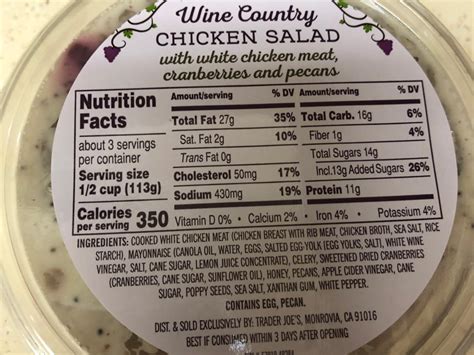 Wine Country
CHICKEN SALAD
with white chicken meat,
cranberries and pecans
Nutrition
Facts
about 3 servings
per container
Serving size
1/2 cup (113g)
Calories
per serving 350
Amount/serving % DV
Total Fat 27g 35%
Sat. Fat 2g 10%
Trans Fat 0g
Cholesterol 50mg 17%
Sodium 430mg 19%
Amount/serving % DV
Total Carb. 16g 6%
Fiber 1g 4%
Total Sugars 14g
Incl.13g Added Sugars 26%
Protein 11g
Vitamin D 0% • Calcium 2% • Iron 4% • Potassium 4%
INGREDIENTS: COOKED WHITE CHICKEN MEAT (CHICKEN BREAST WITH RIB MEAT, CHICKEN BROTH, SEA SALT, RICE
STARCH), MAYONNAISE (CANOLA OIL, WATER, EGGS, SALTED EGG YOLK (EGG YOLKS, SALT), WHITE WINE
VINEGAR, SALT, CANE SUGAR, LEMON JUICE CONCENTRATE), CELERY, SWEETENED DRIED CRANBERRIES
(CRANBERRIES, CANE SUGAR, SUNFLOWER OIL), HONEY, PECANS, APPLE CIDER VINEGAR, CANE
SUGAR, POPPY SEEDS, SEA SALT, XANTHAN GUM, WHITE PEPPER.
CONTAINS EGG, PECAN.
DIST. & SOLD EXCLUSIVELY BY: TRADER JOE'S, MONROVIA, CA 91016
BEST IF CONSUMED WITHIN 3 DAYS AFTER OPENING